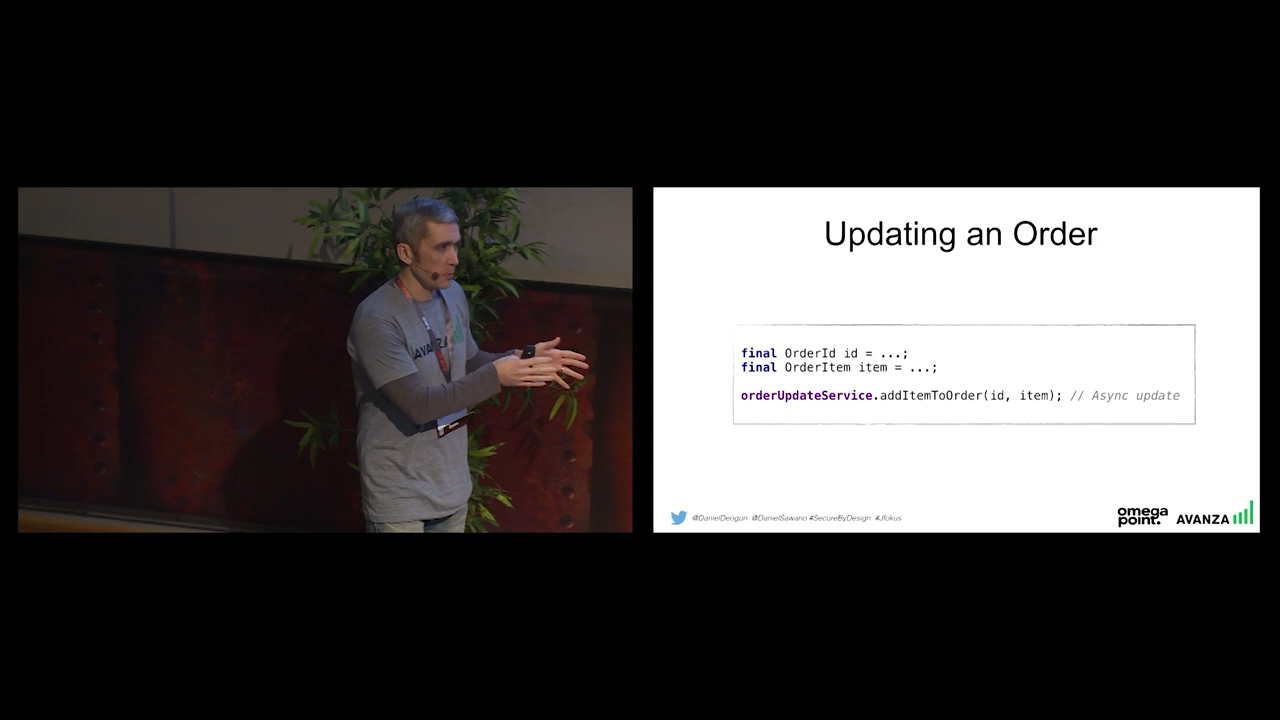 AVANZA
Updating an Order
final OrderId id = ...;
final OrderItem item = ...;
orderUpdateService.addItemToOrder(id, item); // Async update
@DanielDeogun @DanielSawano #SecureByDesign #Jfokus
omega
point.
AVANZA